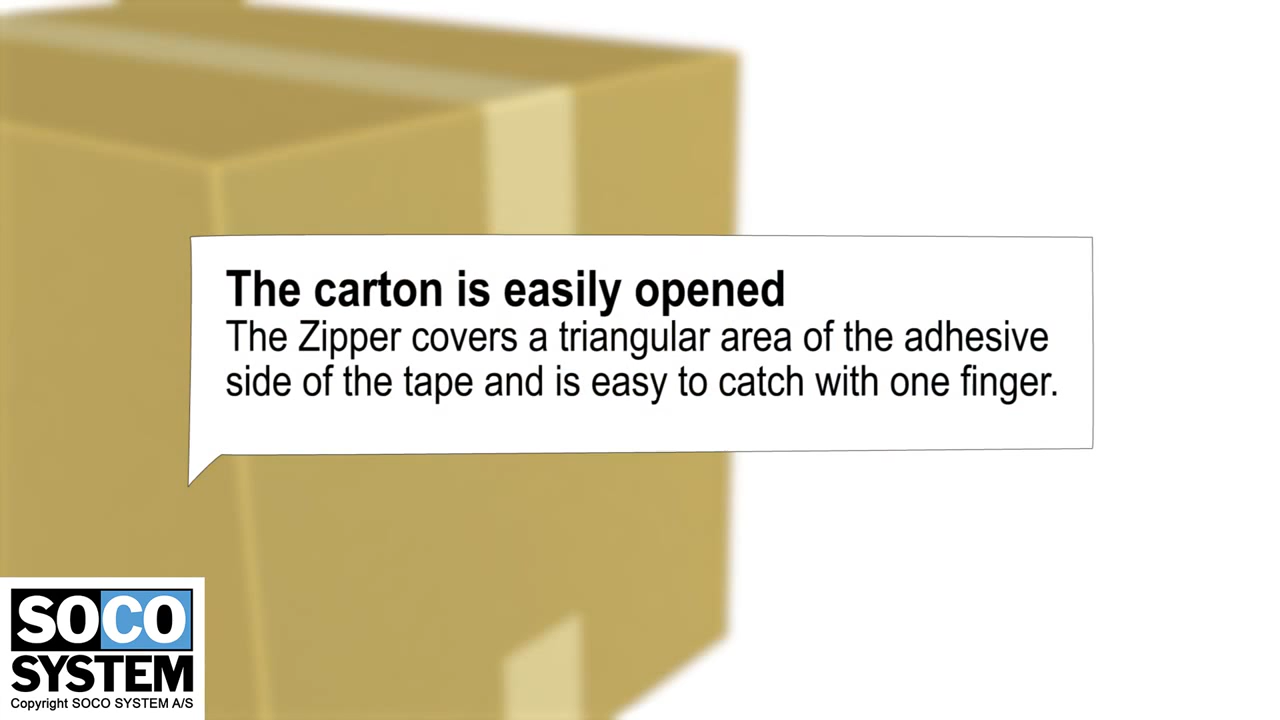 The carton is easily opened
The Zipper covers a triangular area of the adhesive
side of the tape and is easy to catch with one finger.
SOCO
SYSTEM
Copyright SOCO SYSTEM A/S